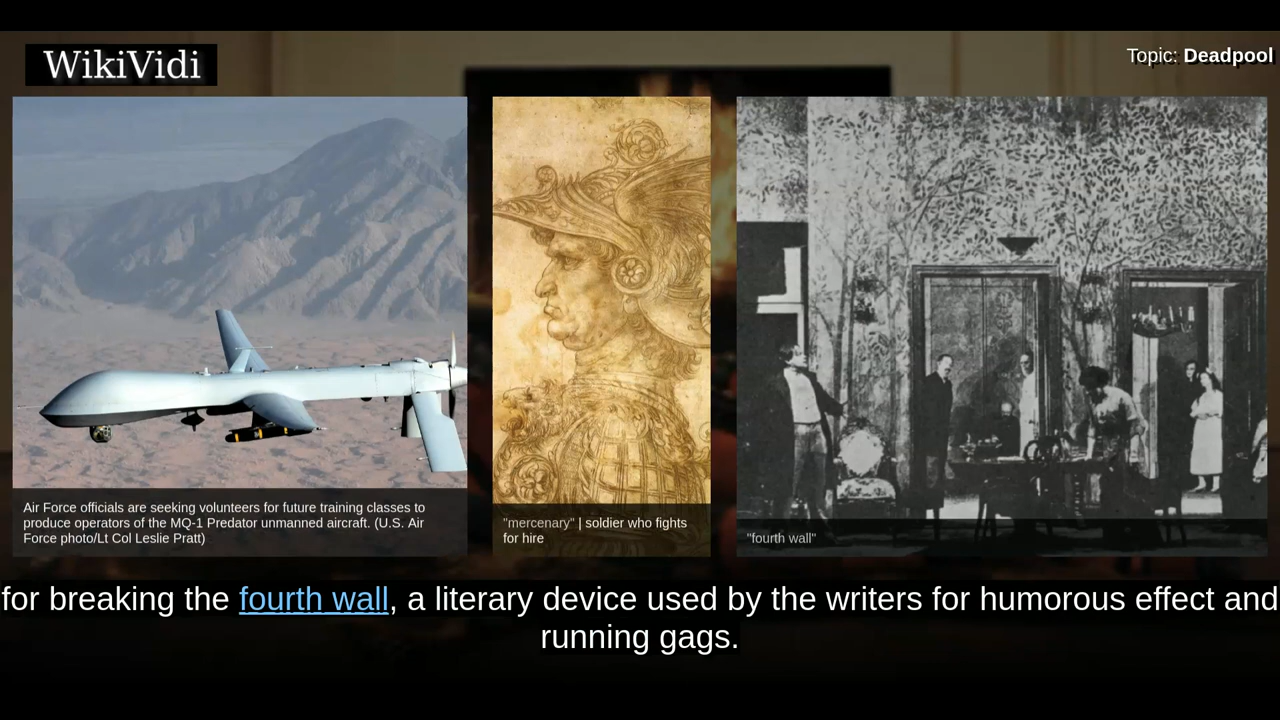 WikiVidi
Topic: Deadpool
Air Force officials are seeking volunteers for future training classes to
produce operators of the MQ-1 Predator unmanned aircraft. (U.S. Air
Force photo/Lt Col Leslie Pratt)
"mercenary" | soldier who fights
for hire
"fourth wall"
for breaking the fourth wall, a literary device used by the writers for humorous effect and
running gags.